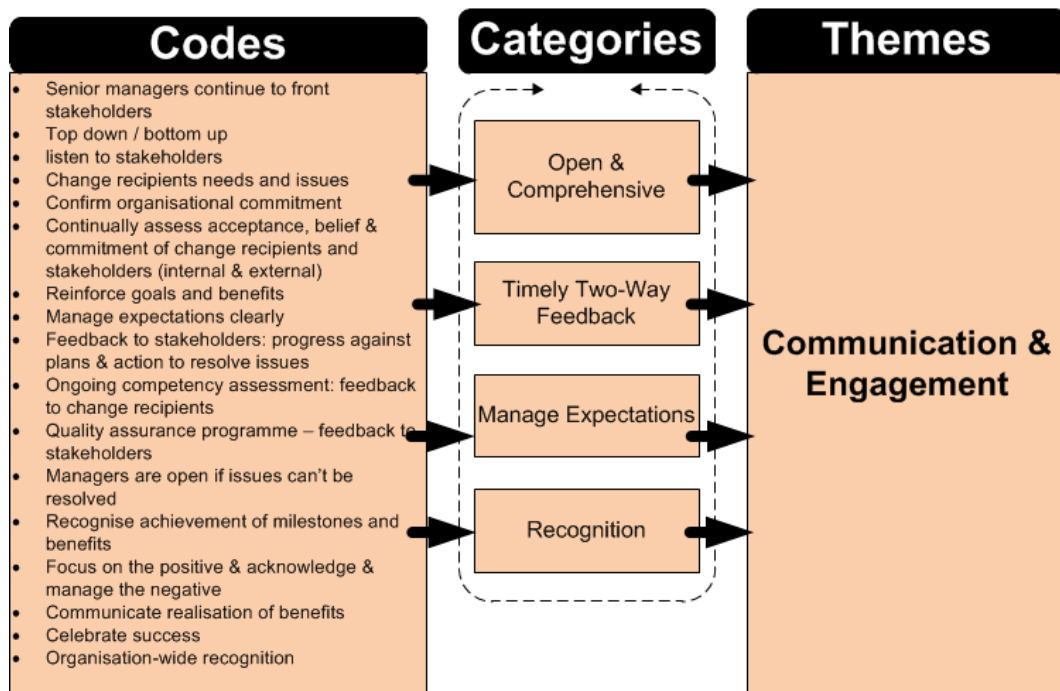 Codes
• Senior managers continue to front
stakeholders
• Top down / bottom up
• listen to stakeholders
• Change recipients needs and issues
• Confirm organisational commitment
• Continually assess acceptance, belief &
commitment of change recipients and
stakeholders (internal & external)
• Reinforce goals and benefits
• Manage expectations clearly
• Feedback to stakeholders: progress against
plans & action to resolve issues
• Ongoing competency assessment: feedback
to change recipients
• Quality assurance programme – feedback to
stakeholders
• Managers are open if issues can't be
resolved
• Recognise achievement of milestones and
benefits
• Focus on the positive & acknowledge &
manage the negative
• Communicate realisation of benefits
• Celebrate success
• Organisation-wide recognition
Categories
Open &
Comprehensive
Timely Two-Way
Feedback
Manage Expectations
Recognition
Themes
Communication &
Engagement